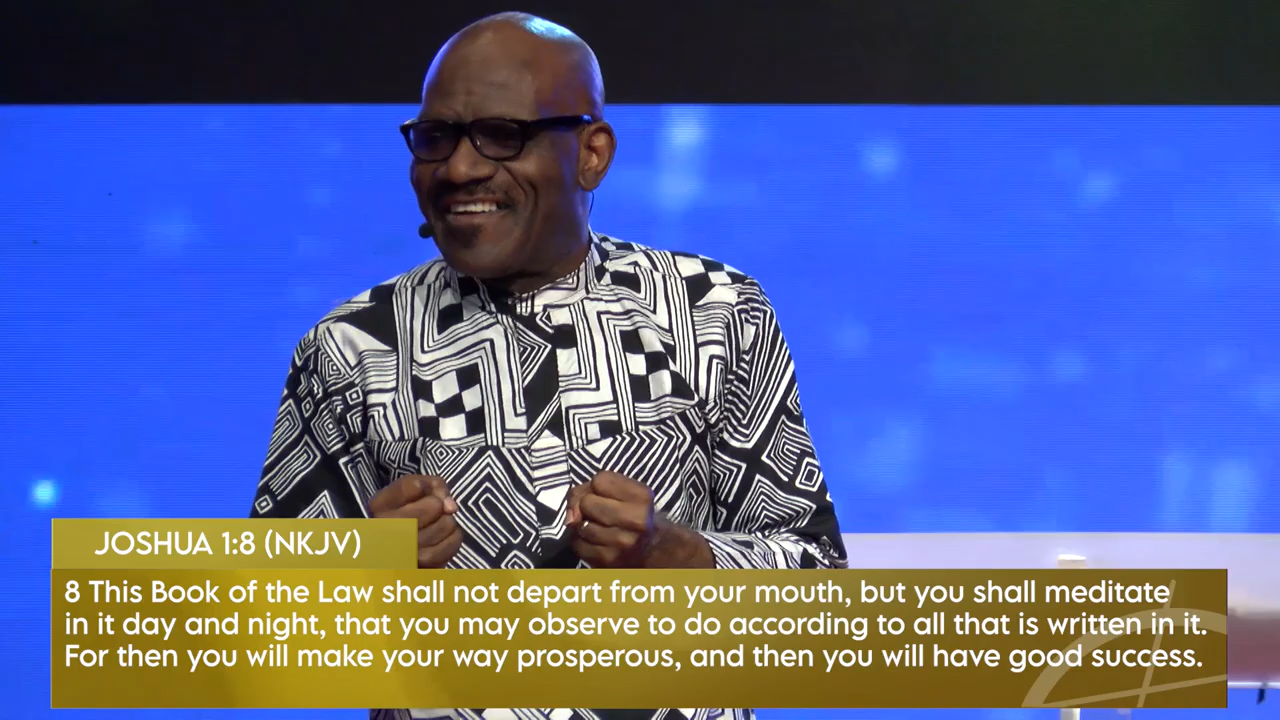 JOSHUA 1:8 (NKJV)
8 This Book of the Law shall not depart from your mouth, but you shall meditate
in it day and night, that you may observe to do according to all that is written in it.
For then you will make your way prosperous, and then you will have good success.